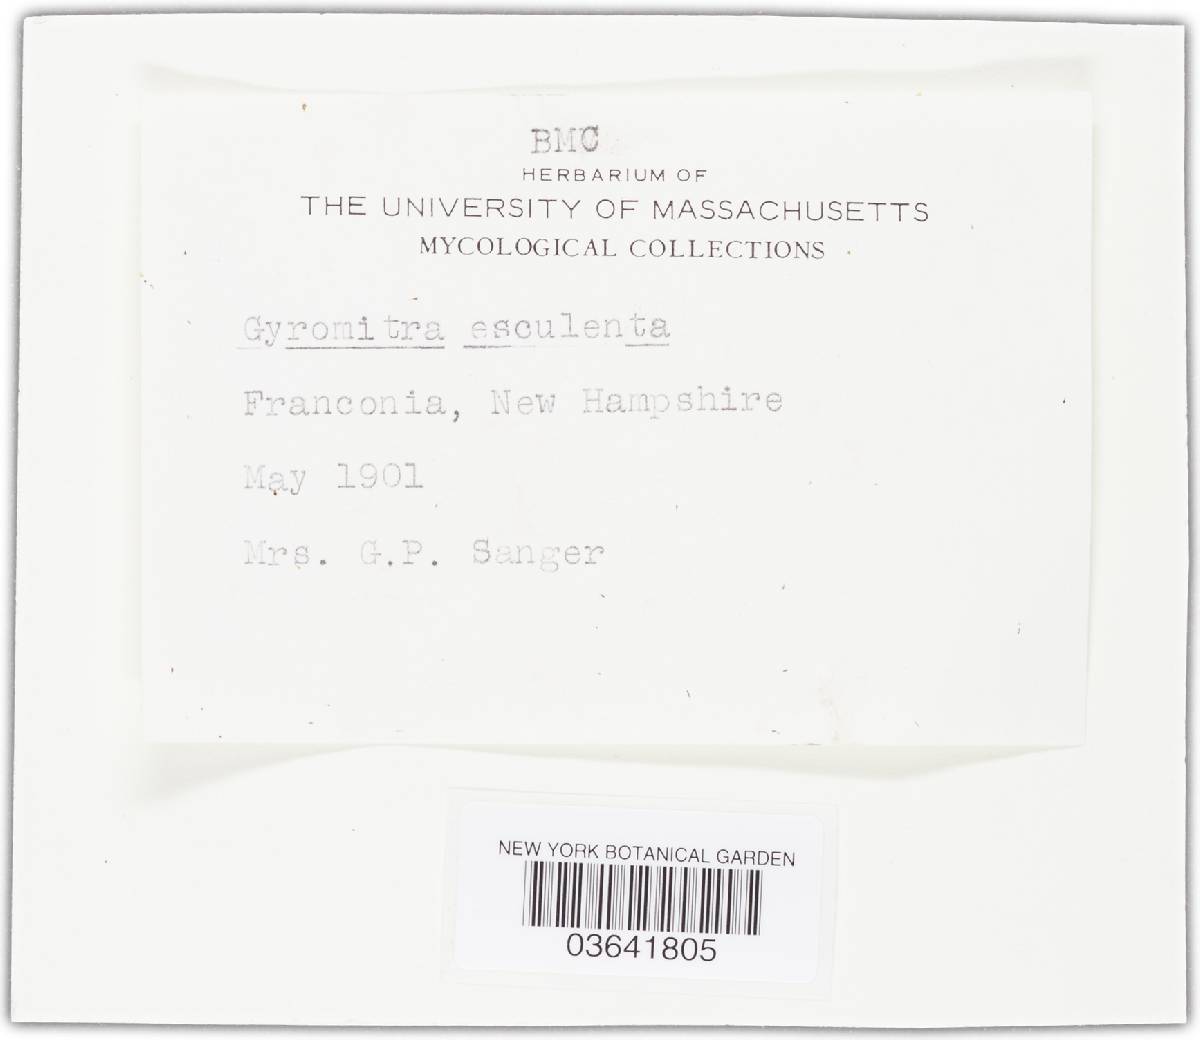 BMC
HERBARIUM OF
THE UNIVERSITY OF MASSACHUSETTS
MYCOLOGICAL COLLECTIONS
Gyromitra esculenta
Franconia, New Hampshire
May 1901
Mrs. G.P. Sanger
NEW YORK BOTANICAL GARDEN
03641805